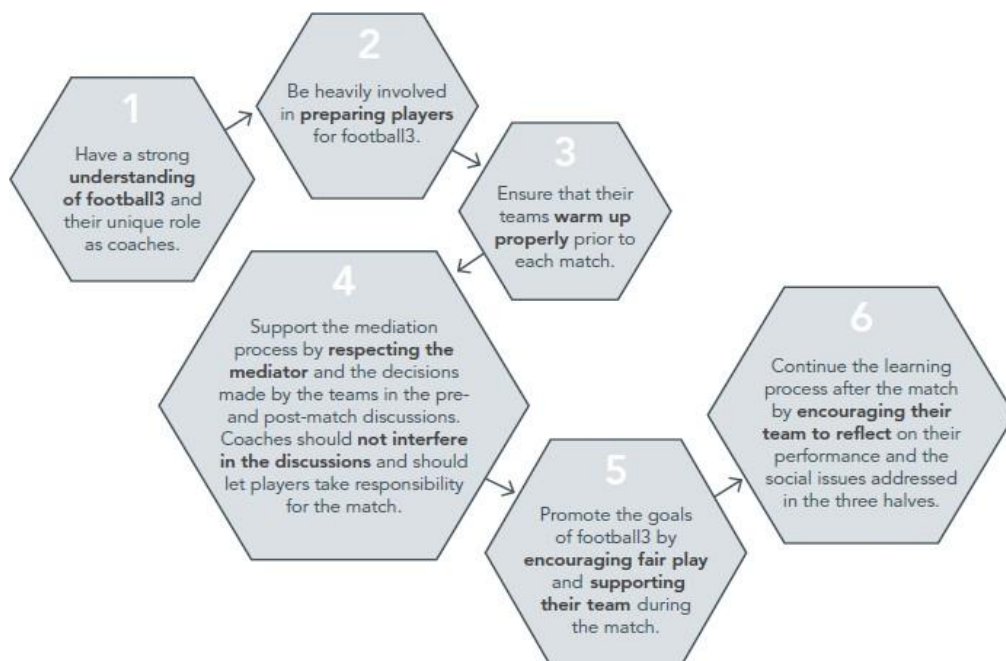 1
Have a strong
understanding
of football3 and
their unique role
as coaches.
2
Be heavily involved
in preparing players
for football3.
3
Ensure that their
teams warm up
properly prior to
each match.
4
Support the mediation
process by respecting the
mediator and the decisions
made by the teams in the pre-
and post-match discussions.
Coaches should not interfere
in the discussions and should
let players take responsibility
for the match.
5
Promote the goals
of football3 by
encouraging fair play
and supporting
their team during
the match.
6
Continue the learning
process after the match
by encouraging their
team to reflect on their
performance and the
social issues addressed
in the three halves.